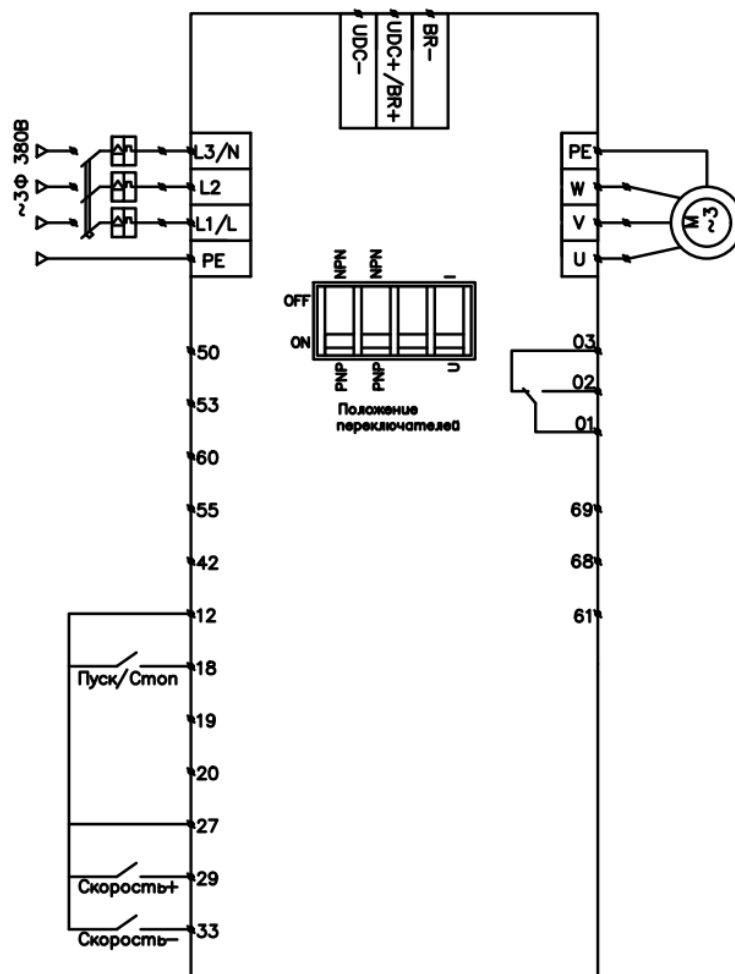 UDC-
UDC+/BR+
BR-
~3Ф 380В
L3/N
L2
L1/L
PE
PE
W
V
U
M
~3
NPN
NPN
I
OFF
ON
PNP
PNP
U
Положение
переключателей
03
02
01
50
53
60
55
42
12
18
19
20
27
29
33
69
68
61
Пуск/Стоп
Скорость+
Скорость-